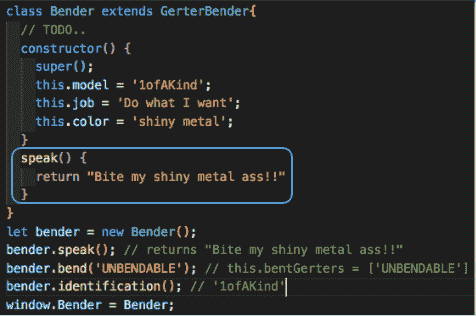 class Bender extends GerterBender{
// TODO..
constructor() {
super();
this.model = '1ofAKind';
this.job = 'Do what I want';
this.color = 'shiny metal';
}
speak() {
return "Bite my shiny metal ass!!"
}
}
let bender = new Bender();
bender.speak(); // returns "Bite my shiny metal ass!!"
bender.bend('UNBENDABLE'); // this.bentGerters = ['UNBENDABLE']
bender.identification(); // '1ofAKind'
window.Bender = Bender;